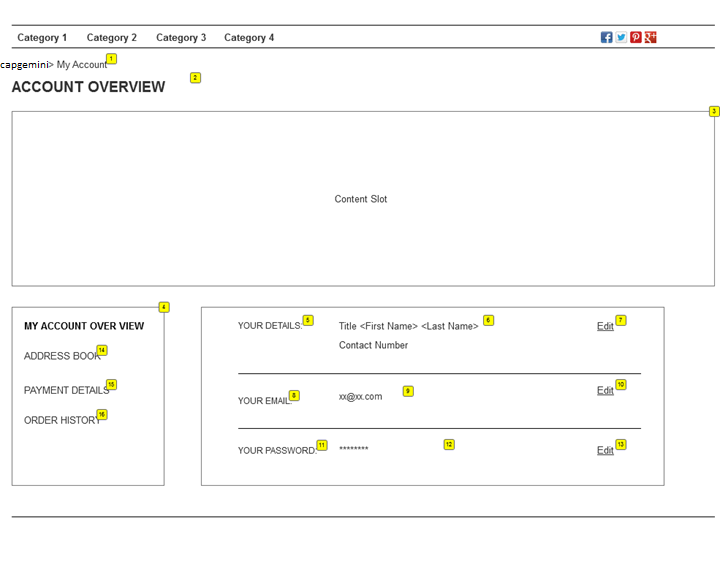 Category 1 Category 2 Category 3 Category 4
capgemini> My Account 1
ACCOUNT OVERVIEW 2
3
Content Slot
4
MY ACCOUNT OVER VIEW
ADDRESS BOOK 14
PAYMENT DETAILS 15
ORDER HISTORY 16
YOUR DETAILS: 5 Title <First Name> <Last Name> 6 Edit 7
Contact Number
YOUR EMAIL: 8 xx@xx.com 9 Edit 10
YOUR PASSWORD: 11 ******** 12 Edit 13